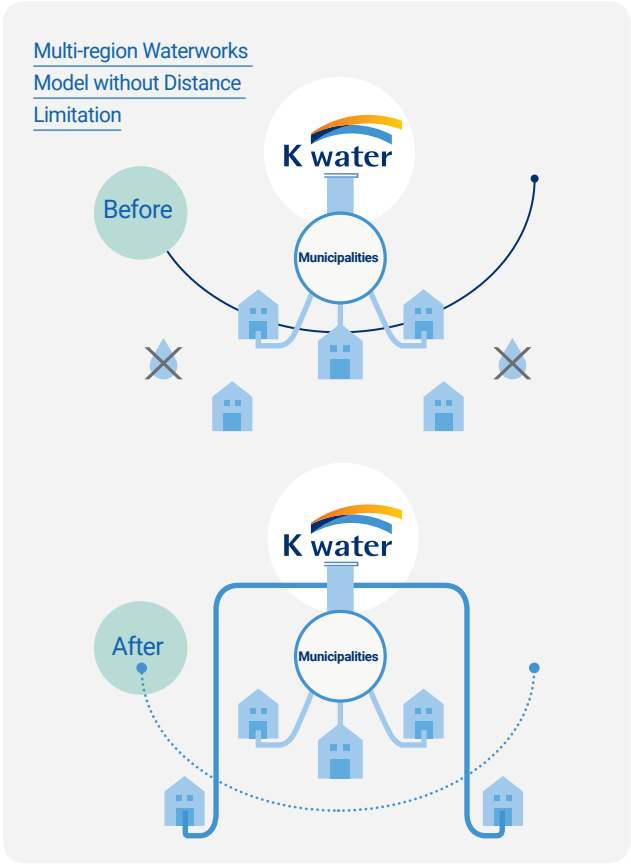 Multi-region Waterworks
Model without Distance
Limitation
K water
Before
Municipalities
K water
After
Municipalities